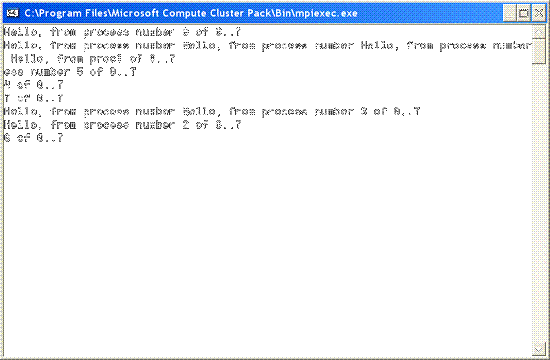 C:\Program Files\Microsoft Compute Cluster Pack\Bin\mpiexec.exe
Hello, from process number of 0..7
Hello, from process number Hello, from process number Hello, from process number
Hello, from proc1 of 0..7
ess number 5 of 0..7
4 of 0..7
7 of 0..7
Hello, from process number Hello, from process number 3 of 0..7
Hello, from process number 2 of 0..7
of 0..7